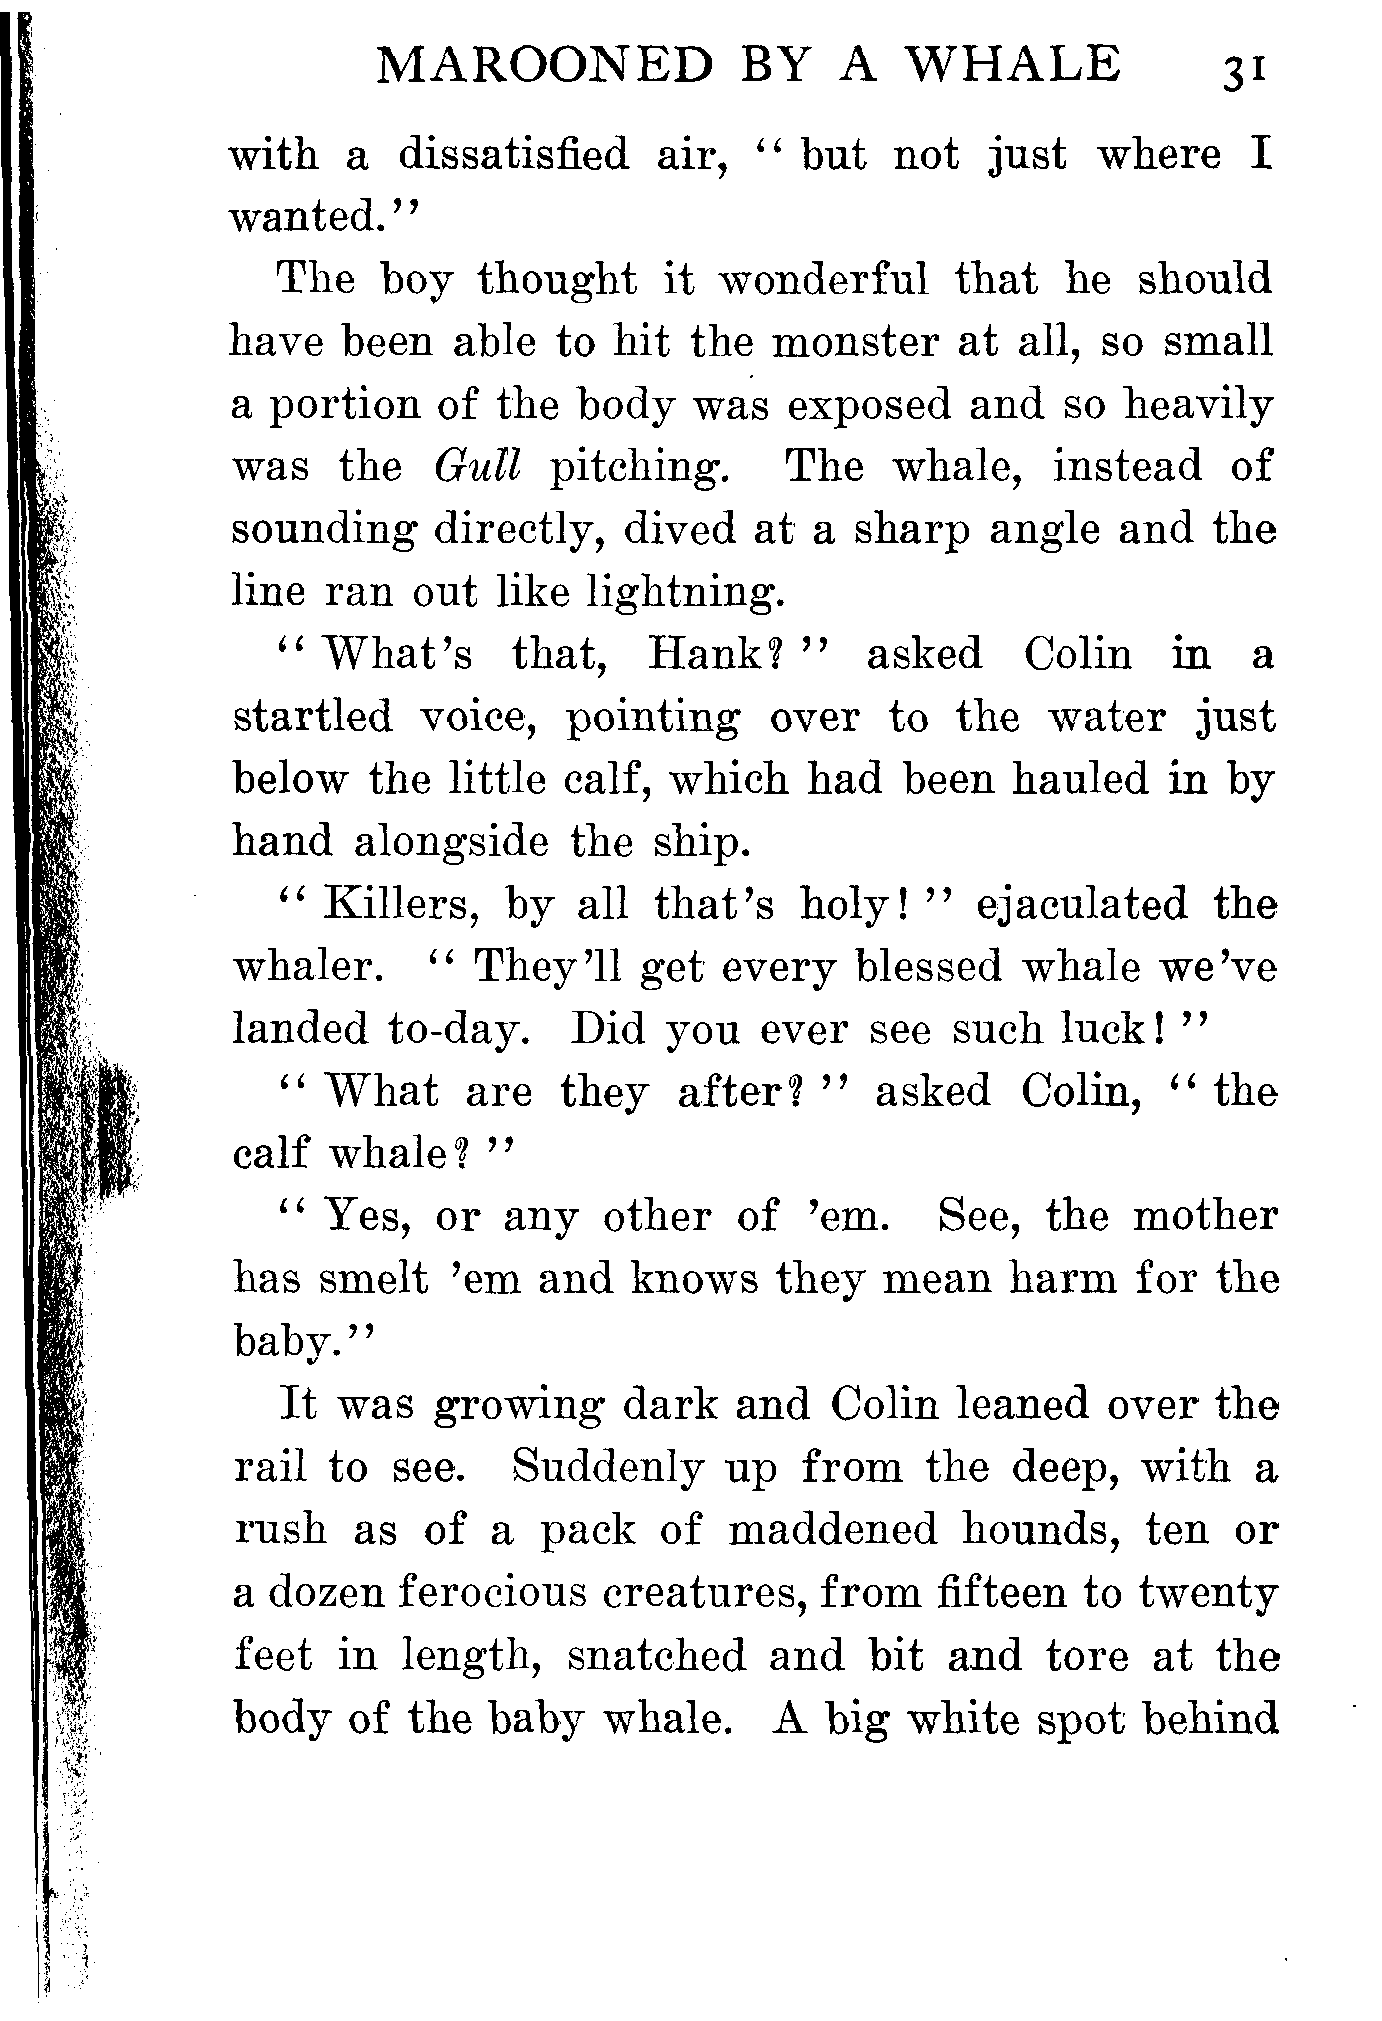 MAROONED BY A WHALE 31
with a dissatisfied air, “ but not just where I
wanted.”
The boy thought it wonderful that he should
have been able to hit the monster at all, so small
a portion of the body was exposed and so heavily
was the Gull pitching. The whale, instead of
sounding directly, dived at a sharp angle and the
line ran out like lightning.
“ What’s that, Hank? ” asked Colin in a
startled voice, pointing over to the water just
below the little calf, which had been hauled in by
hand alongside the ship.
“ Killers, by all that’s holy! ” ejaculated the
whaler. “ They’ll get every blessed whale we’ve
landed to-day. Did you ever see such luck! ”
“ What are they after? ” asked Colin, “ the
calf whale? ”
“ Yes, or any other of ’em. See, the mother
has smelt ’em and knows they mean harm for the
baby.”
It was growing dark and Colin leaned over the
rail to see. Suddenly up from the deep, with a
rush as of a pack of maddened hounds, ten or
a dozen ferocious creatures, from fifteen to twenty
feet in length, snatched and bit and tore at the
body of the baby whale. A big white spot behind